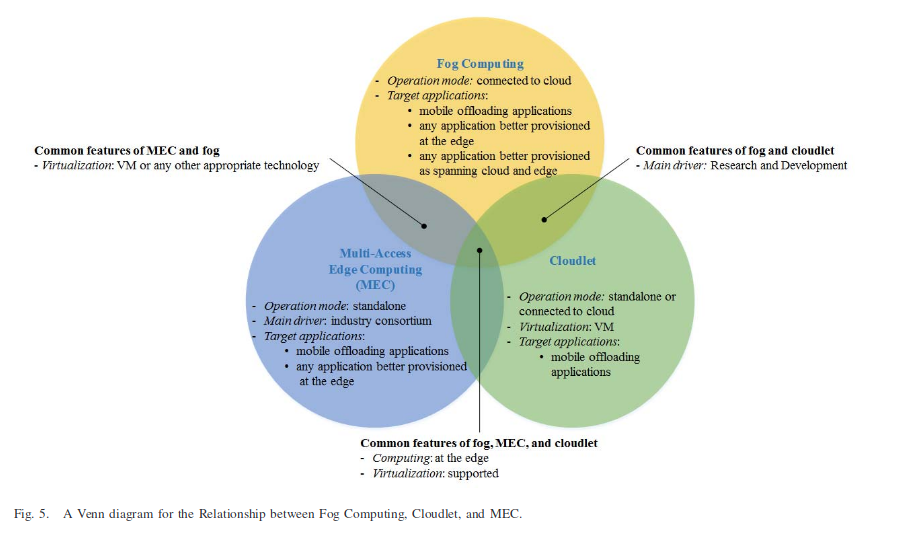 Fog Computing
- Operation mode: connected to cloud
- Target applications:
• mobile offloading applications
• any application better provisioned
at the edge
• any application better provisioned
as spanning cloud and edge
Common features of MEC and fog
- Virtualization: VM or any other appropriate technology
Common features of fog and cloudlet
- Main driver: Research and Development
Multi-Access
Edge Computing
(MEC)
- Operation mode: standalone
- Main driver: industry consortium
- Target applications:
• mobile offloading applications
• any application better provisioned
at the edge
Cloudlet
- Operation mode: standalone or
connected to cloud
- Virtualization: VM
- Target applications:
• mobile offloading
applications
Common features of fog, MEC, and cloudlet
- Computing: at the edge
- Virtualization: supported
Fig. 5. A Venn diagram for the Relationship between Fog Computing, Cloudlet, and MEC.